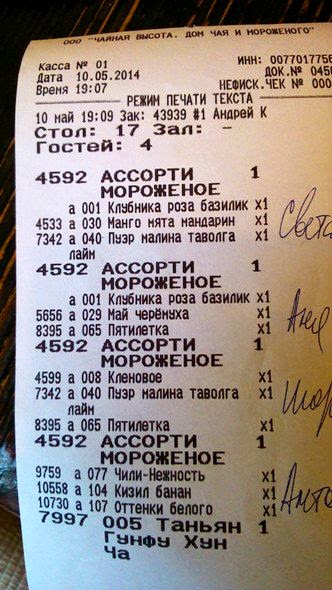 ООО "ЧАЙНАЯ ВЫСОТА. ДОМ ЧАЯ И МОРОЖЕНОГО"
Касса № 01 ИНН: 0077017756
Дата 10.05.2014 ДОК.№ 0450
Время 19:07 НЕФИСК.ЧЕК № 000
РЕЖИМ ПЕЧАТИ ТЕКСТА
10 май 19:09 Зак: 43939 #1 Андрей К
Стол: 17 Зал: -
Гостей: 4
4592 АССОРТИ 1
МОРОЖЕНОЕ
а 001 Клубника роза базилик x1
4533 а 030 Манго мята мандарин x1
7342 а 040 Пуэр малина таволга x1
лайм
4592 АССОРТИ 1
МОРОЖЕНОЕ
а 001 Клубника роза базилик x1
5656 а 029 Май черёмуха x1
8395 а 065 Пятилетка x1
4592 АССОРТИ 1
МОРОЖЕНОЕ
4599 а 008 Кленовое x1
7342 а 040 Пуэр малина таволга x1
лайм
8395 а 065 Пятилетка x1
4592 АССОРТИ 1
МОРОЖЕНОЕ
9759 а 077 Чили-Нежность x1
10558 а 104 Кизил банан x1
10730 а 107 Оттенки белого x1
7997 005 Таньян 1
Гунфу Хун
Ча
Света